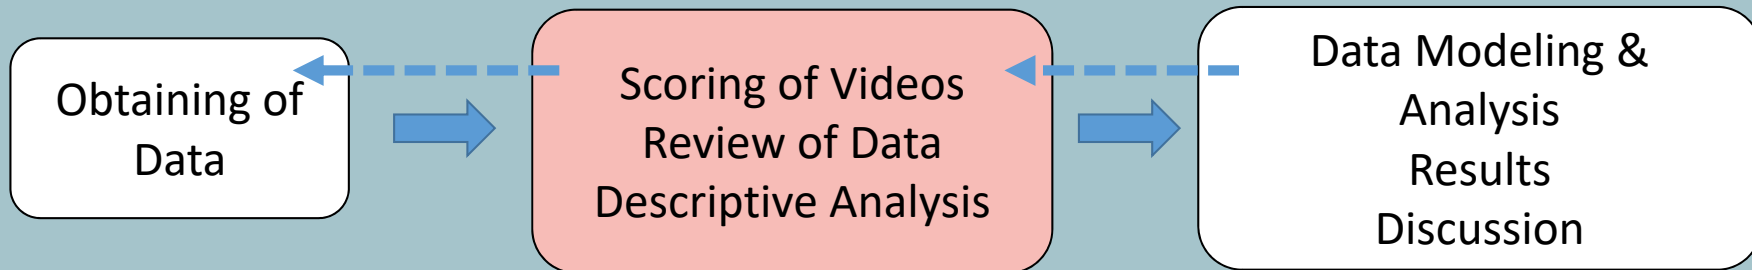 Obtaining of
Data
Scoring of Videos
Review of Data
Descriptive Analysis
Data Modeling &
Analysis
Results
Discussion